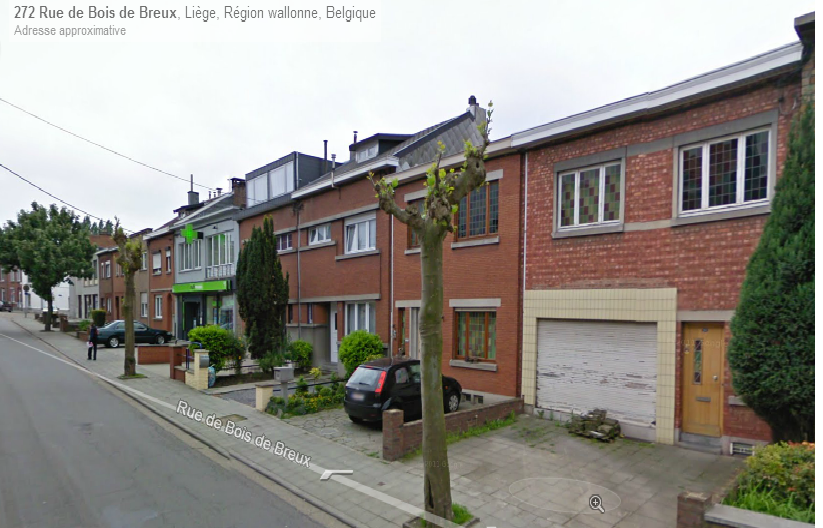 272 Rue de Bois de Breux, Liège, Région wallonne, Belgique
Adresse approximative
Rue de Bois de Breux